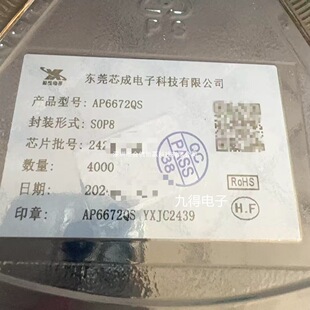 东莞芯成电子科技有限公司
产品型号: AP6672QS
封装形式: SOP8
芯片批号: 242
数量: 4000
日期: 202
印章: AP6672QS YXJC2439
QC
PASS
38
RoHS
H.F
九得电子